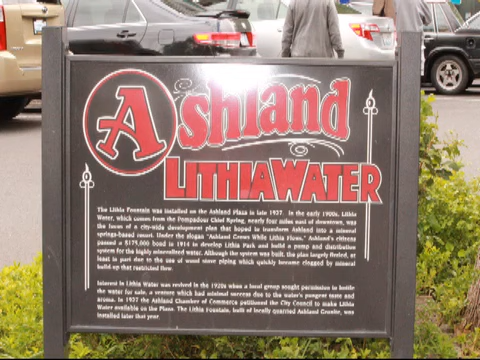 A
Ashland
LITHIA WATER
The Lithia Fountain was installed on the Ashland Plaza in late 1927. In the early 1900s, Lithia
Water, which comes from the Pompadour Chief Spring, nearly four miles east of downtown, was
the focus of a city-wide development plan that hoped to transform Ashland into a mineral
springs-based resort. Under the slogan "Ashland Grows While Lithia Flows," Ashland's citizens
passed a $175,000 bond in 1914 to develop Lithia Park and build a pump and distribution
system for the highly mineralized water. Although the system was built, the plan largely fizzled, at
least in part due to the use of wood stave piping which quickly became clogged by mineral
build up that restricted flow.
Interest in Lithia Water was revived in the 1920s when a local group sought permission to bottle
the water for sale, a venture which had minimal success due to the water's pungent taste and
aroma. In 1927 the Ashland Chamber of Commerce petitioned the City Council to make Lithia
Water available on the Plaza. The Lithia Fountain, built of locally quarried Ashland Granite, was
installed later that year.